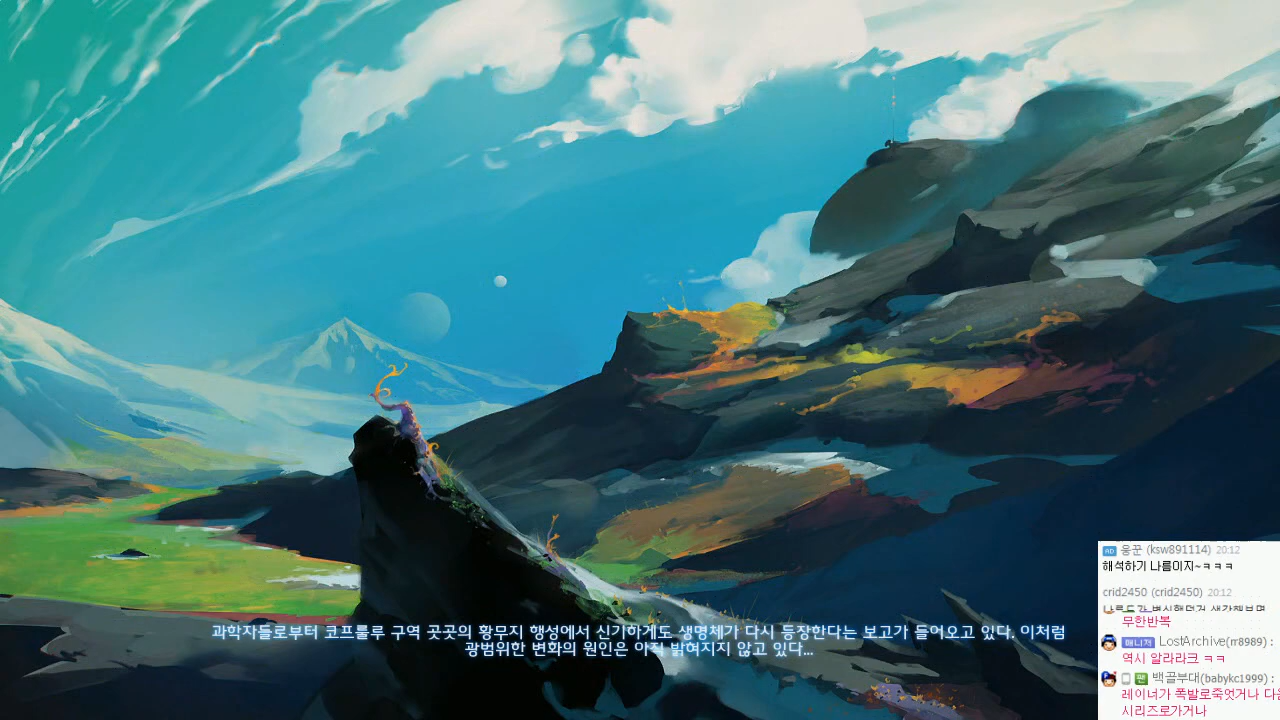 과학자들로부터 코프룰루 구역 곳곳의 황무지 행성에서 신기하게도 생명체가 다시 등장한다는 보고가 들어오고 있다. 이처럼
광범위한 변화의 원인은 아직 밝혀지지 않고 있다...
AD 웅꾼 (ksw891114) 20:12
해석하기 나름이지~ㅋㅋㅋ
crid2450 (crid2450) 20:12
무한반복
매니저 LostArchive(rr8989) :
역시 알라라크 ㅋㅋ
팬 백골부대(babykc1999) :
레이너가 폭발로죽엇거나 다음
시리즈로가거나